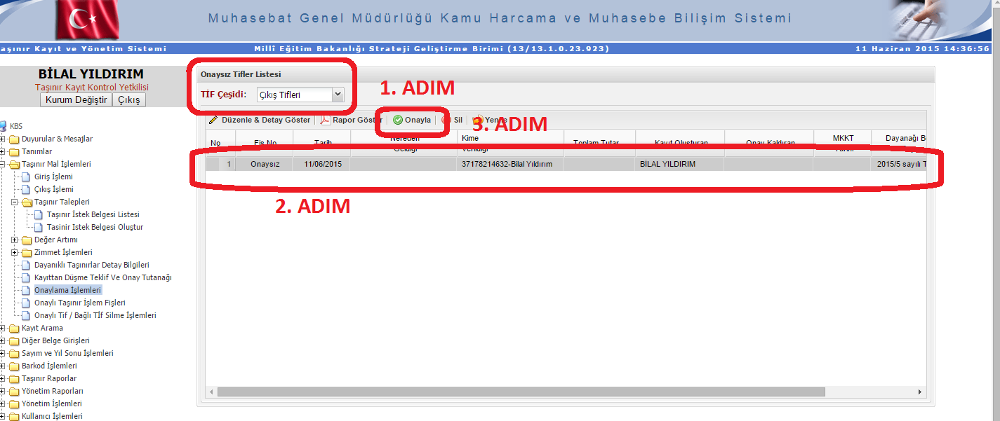 Muhasebat Genel Müdürlüğü Kamu Harcama ve Muhasebe Bilişim Sistemi
aşınır Kayıt ve Yönetim Sistemi
Millî Eğitim Bakanlığı Strateji Geliştirme Birimi (13/13.1.0.23.923)
11 Haziran 2015 14:36:56
BİLAL YILDIRIM
Taşınır Kayıt Kontrol Yetkilisi
Kurum Değiştir Çıkış
KBS
Duyurular & Mesajlar
Tanımlar
Taşınır Mal İşlemleri
Giriş İşlemi
Çıkış İşlemi
Taşınır Talepleri
Taşınır İstek Belgesi Listesi
Tasinir Istek Belgesi Oluştur
Değer Artımı
Zimmet İşlemleri
Dayanıklı Taşınırlar Detay Bilgileri
Kayıttan Düşme Teklif Ve Onay Tutanağı
Onaylama İşlemleri
Onaylı Taşınır İşlem Fişleri
Onaylı Tif / Bağlı Tİf Silme İşlemleri
Kayıt Arama
Diğer Belge Girişleri
Sayım ve Yıl Sonu İşlemleri
Barkod İşlemleri
Taşınır Raporlar
Yönetim Raporları
Yönetim İşlemleri
Kullanıcı İşlemleri
Onaysız Tifler Listesi
TİF Çeşidi: Çıkış Tifleri
1. ADIM
Düzenle & Detay Göster Rapor Göster Onayla Sil Yenile
3. ADIM
No Fiş No Tarih Nereden Geldiği Kime Verildiği Toplam Tutar Kayıt Oluşturan Onay Kaldıran MKKT Tarihi Dayanağı Be
1 Onaysız 11/06/2015 37178214632-Bilal Yıldırım BİLAL YILDIRIM 2015/5 sayılı T
2. ADIM